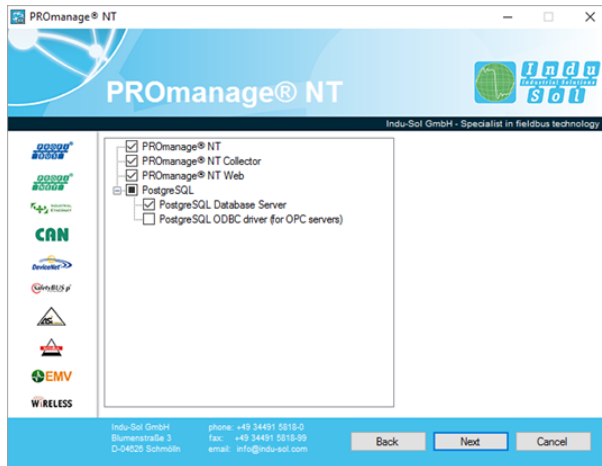 PROmanage® NT
PROmanage® NT
Indu
Industrial Solutions
Sol
Indu-Sol GmbH - Specialist in fieldbus technology
PROmanage® NT
PROmanage® NT Collector
PROmanage® NT Web
PostgreSQL
PostgreSQL Database Server
PostgreSQL ODBC driver (for OPC servers)
CAN
DeviceNet
SafetyBUS p
EMV
WIRELESS
Indu-Sol GmbH
Blumenstraße 3
D-04626 Schmölln
phone: +49 34491 5818-0
fax: +49 34491 5818-99
email: info@indu-sol.com
Back
Next
Cancel